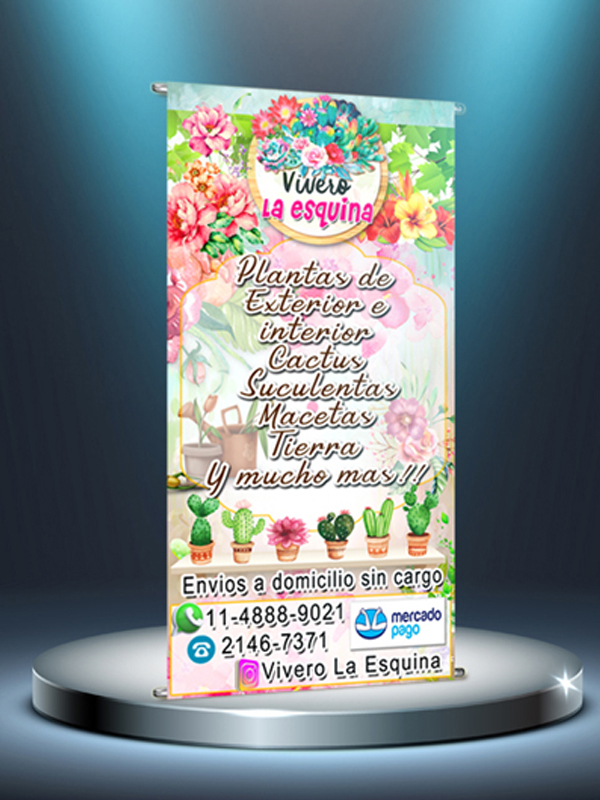 Vivero
La esquina
Plantas de
Exterior e
interior
Cactus
Suculentas
Macetas
Tierra
Y mucho mas!!
Envios a domicilio sin cargo
11-4888-9021
mercado
pago
2146-7371
Vivero La Esquina